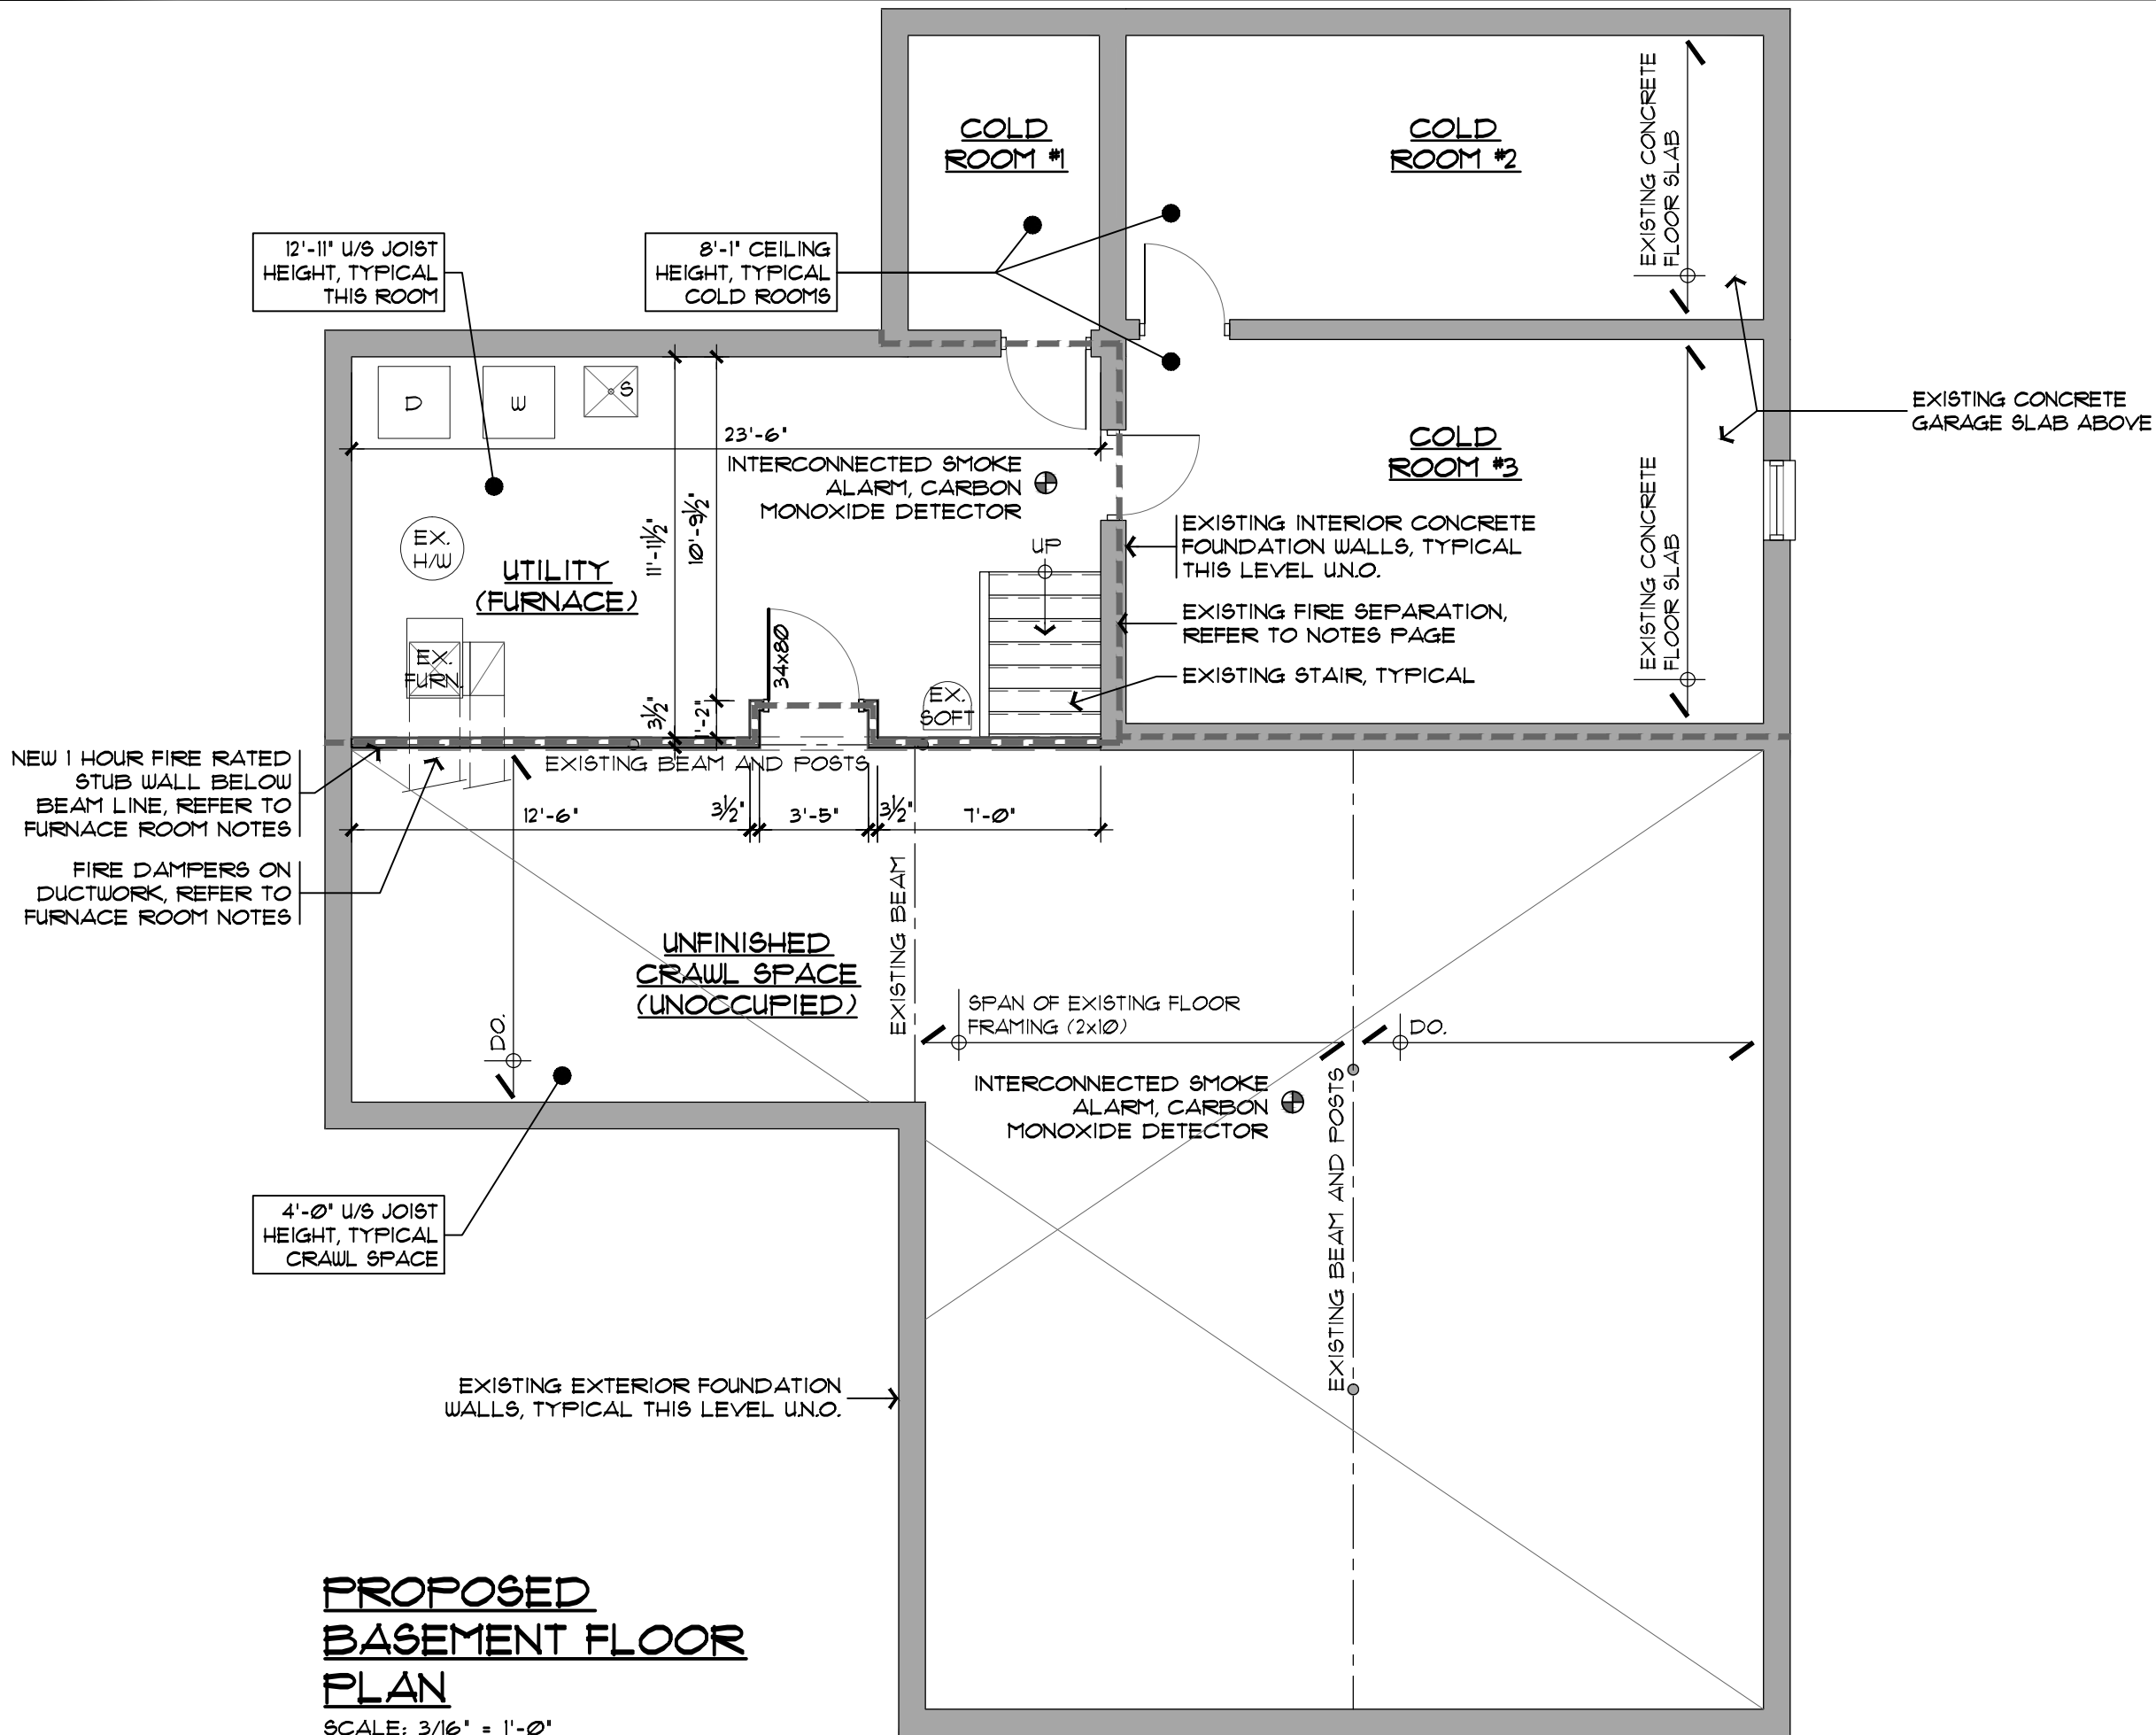 COLD
ROOM #1
COLD
ROOM #2
EXISTING CONCRETE
FLOOR SLAB
12'-11" U/S JOIST
HEIGHT, TYPICAL
THIS ROOM
8'-1" CEILING
HEIGHT, TYPICAL
COLD ROOMS
D
W
S
23'-6"
INTERCONNECTED SMOKE
ALARM, CARBON
MONOXIDE DETECTOR
COLD
ROOM #3
EXISTING CONCRETE
GARAGE SLAB ABOVE
EXISTING CONCRETE
FLOOR SLAB
EX.
H/W
UTILITY
(FURNACE)
11'-11½"
10'-9½"
UP
EXISTING INTERIOR CONCRETE
FOUNDATION WALLS, TYPICAL
THIS LEVEL U.N.O.
EXISTING FIRE SEPARATION,
REFER TO NOTES PAGE
EXISTING STAIR, TYPICAL
EX.
FURN.
34x80
EX.
SOFT
3½"
1'-2"
NEW 1 HOUR FIRE RATED
STUB WALL BELOW
BEAM LINE, REFER TO
FURNACE ROOM NOTES
EXISTING BEAM AND POSTS
12'-6"
3½"
3'-5"
3½"
7'-0"
FIRE DAMPERS ON
DUCTWORK, REFER TO
FURNACE ROOM NOTES
UNFINISHED
CRAWL SPACE
(UNOCCUPIED)
EXISTING BEAM
DO.
SPAN OF EXISTING FLOOR
FRAMING (2x10)
DO.
INTERCONNECTED SMOKE
ALARM, CARBON
MONOXIDE DETECTOR
EXISTING BEAM AND POSTS
4'-0" U/S JOIST
HEIGHT, TYPICAL
CRAWL SPACE
EXISTING EXTERIOR FOUNDATION
WALLS, TYPICAL THIS LEVEL U.N.O.
PROPOSED
BASEMENT FLOOR
PLAN
SCALE: 3/16" = 1'-0"